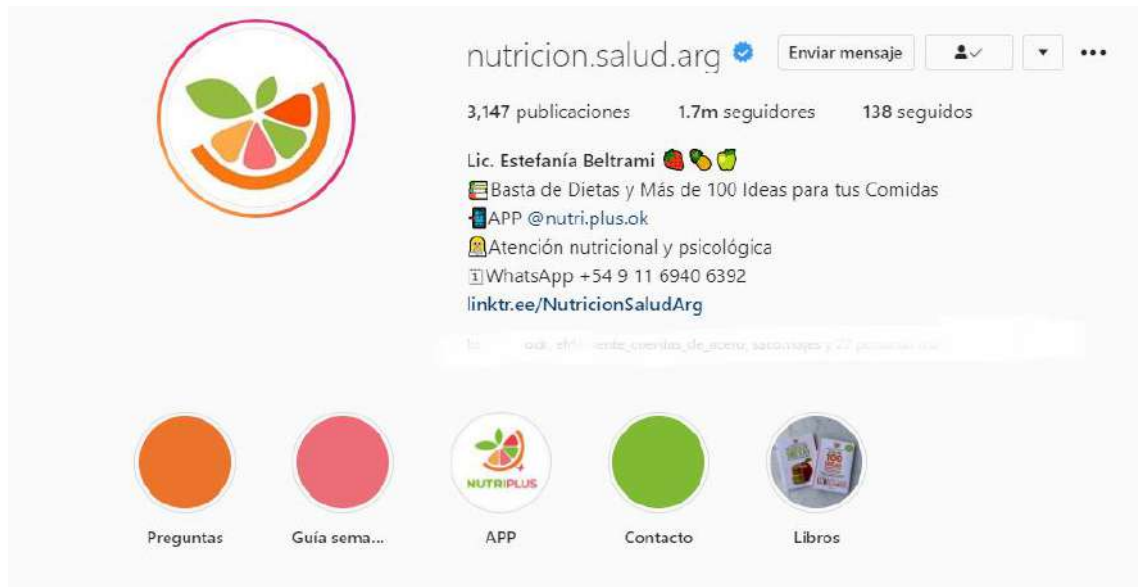 nutricion.salud.arg Enviar mensaje
3,147 publicaciones 1.7m seguidores 138 seguidos
Lic. Estefanía Beltrami
Basta de Dietas y Más de 100 Ideas para tus Comidas
APP @nutri.plus.ok
Atención nutricional y psicológica
WhatsApp +54 9 11 6940 6392
linktr.ee/NutricionSaludArg
NUTRIPLUS
100
Preguntas Guía sema... APP Contacto Libros